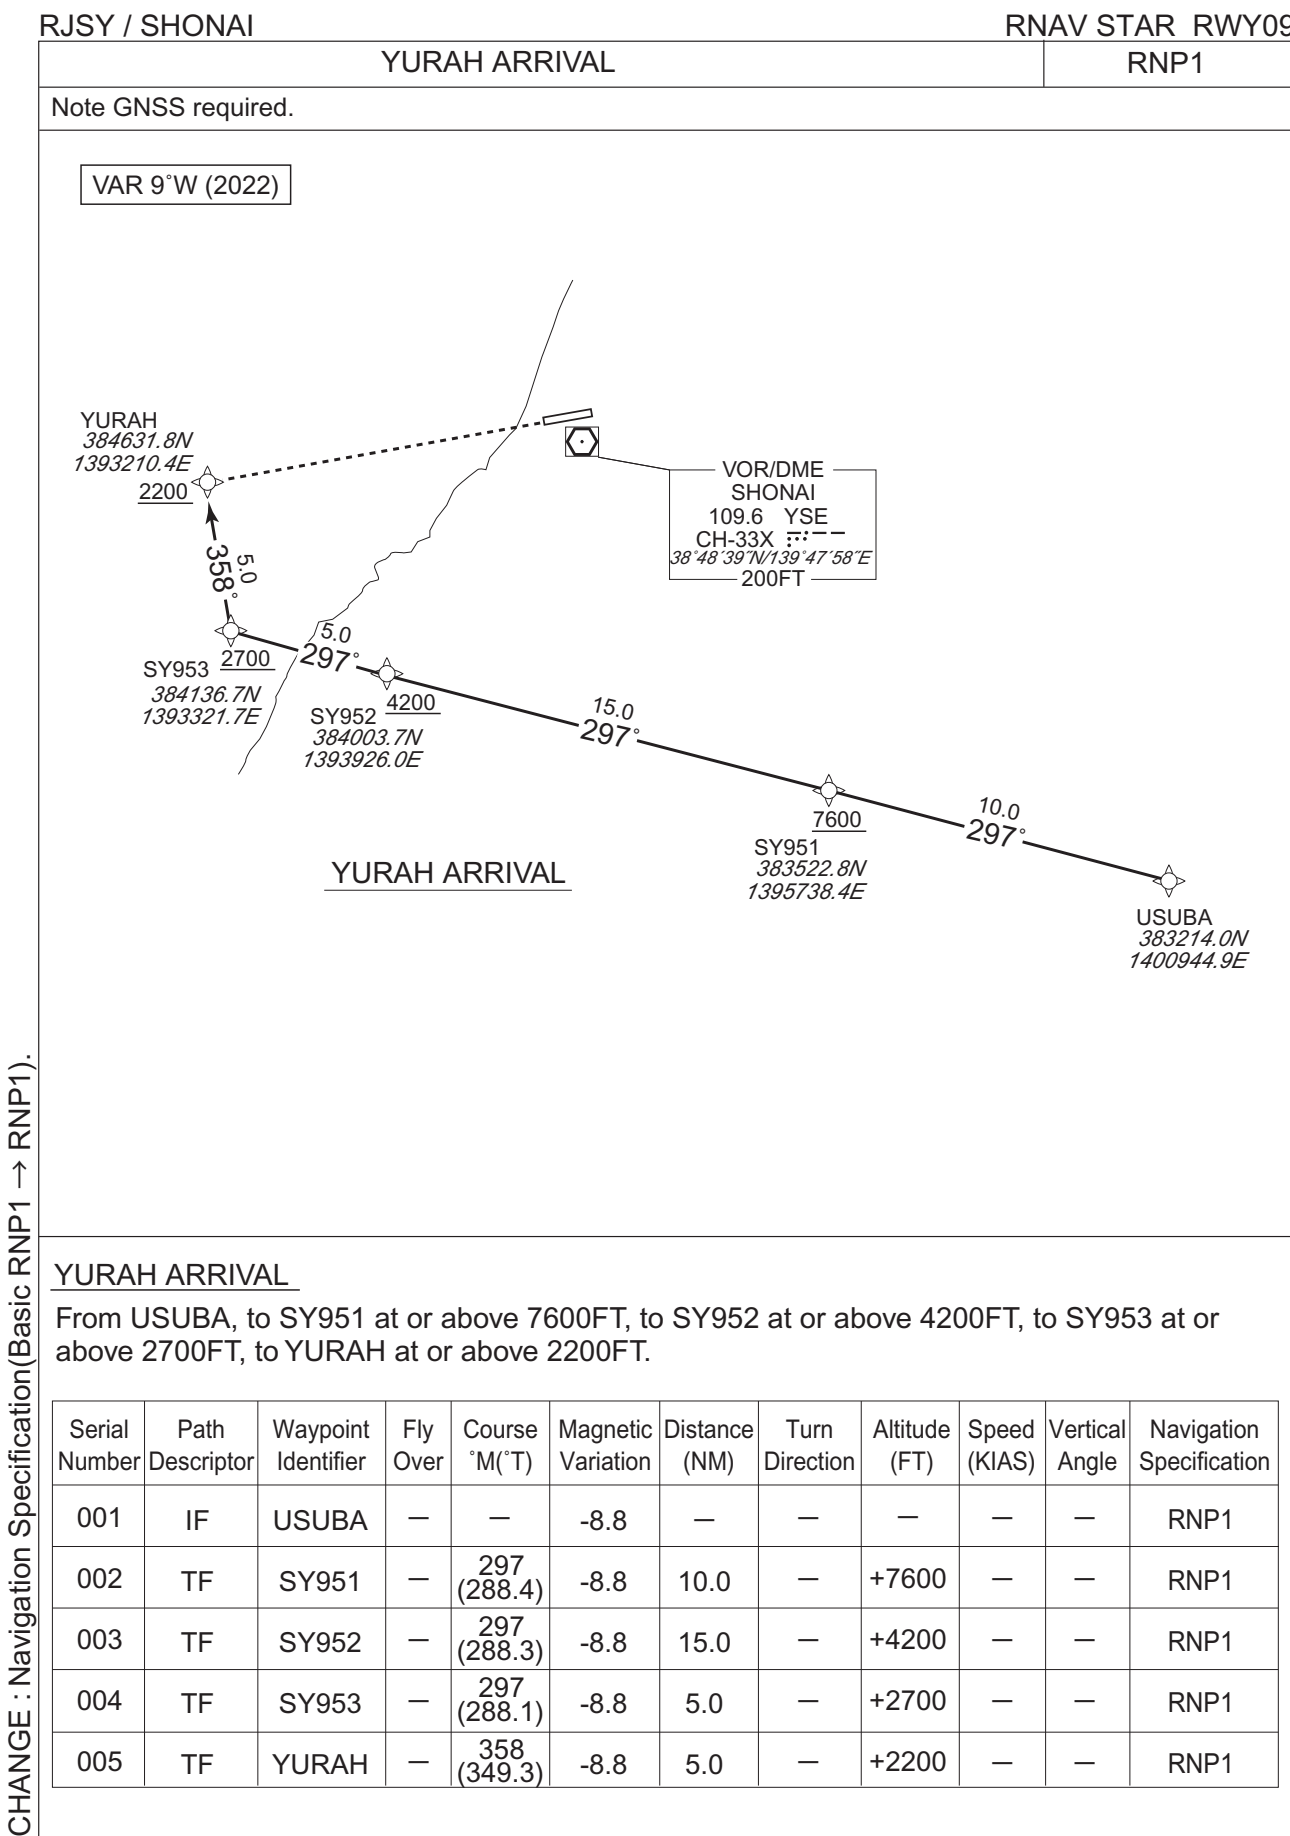 RJSY / SHONAI
RNAV STAR RWY09
YURAH ARRIVAL
RNP1
Note GNSS required.
VAR 9˚W (2022)
YURAH
384631.8N
1393210.4E
2200
5.0
358˚
VOR/DME
SHONAI
109.6 YSE
CH-33X
38˚48´39˝N/139˚47´58˝E
200FT
SY953
2700
384136.7N
1393321.7E
5.0
297˚
SY952
4200
384003.7N
1393926.0E
15.0
297˚
7600
SY951
383522.8N
1395738.4E
10.0
297˚
USUBA
383214.0N
1400944.9E
YURAH ARRIVAL
CHANGE : Navigation Specification(Basic RNP1 → RNP1).
YURAH ARRIVAL
From USUBA, to SY951 at or above 7600FT, to SY952 at or above 4200FT, to SY953 at or
above 2700FT, to YURAH at or above 2200FT.
Serial Number Path Descriptor Waypoint Identifier Fly Over Course ˚M(˚T) Magnetic Variation Distance (NM) Turn Direction Altitude (FT) Speed (KIAS) Vertical Angle Navigation Specification
001 IF USUBA — — -8.8 — — — — — RNP1
002 TF SY951 — 297 (288.4) -8.8 10.0 — +7600 — — RNP1
003 TF SY952 — 297 (288.3) -8.8 15.0 — +4200 — — RNP1
004 TF SY953 — 297 (288.1) -8.8 5.0 — +2700 — — RNP1
005 TF YURAH — 358 (349.3) -8.8 5.0 — +2200 — — RNP1